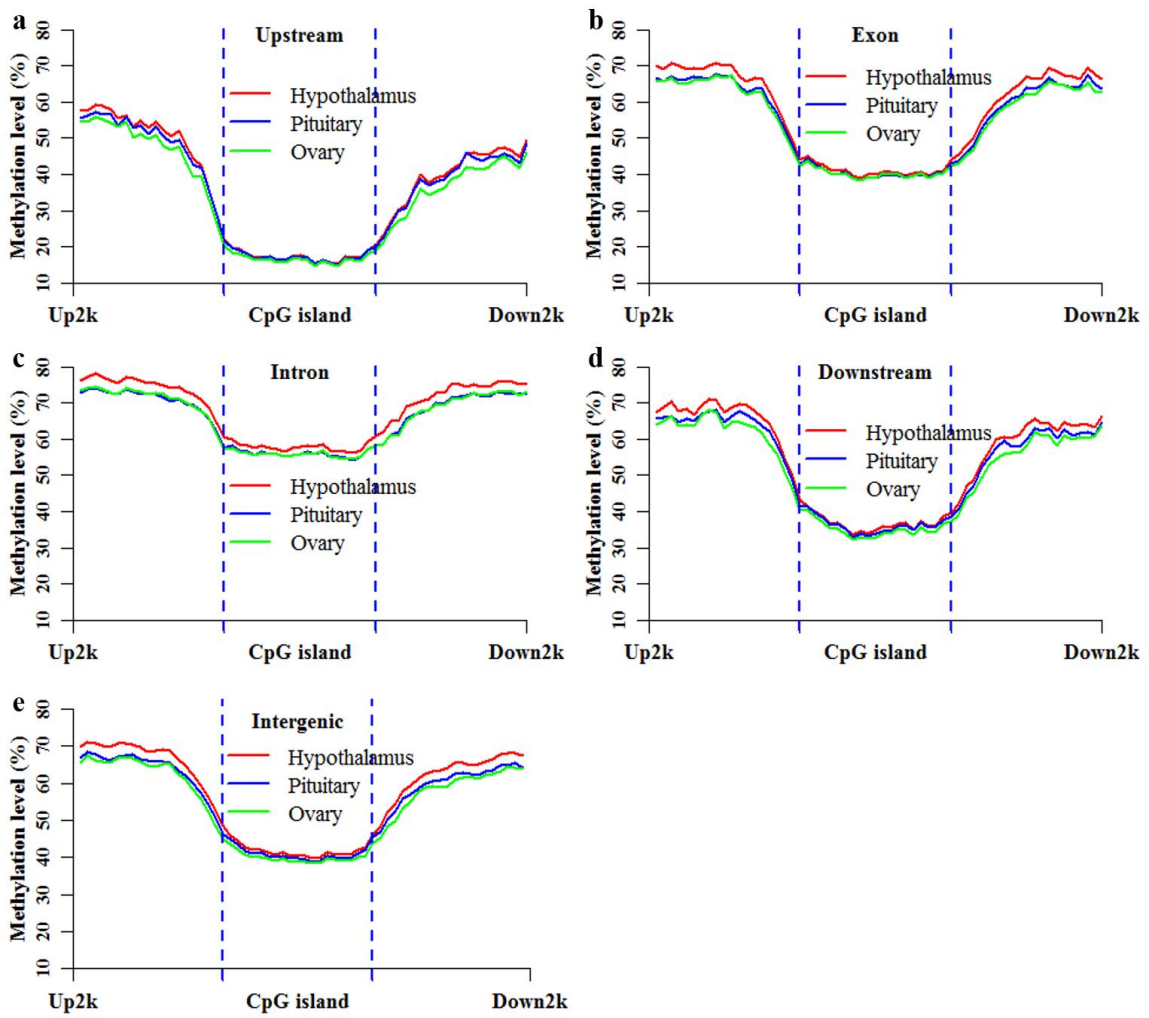 a
Upstream
Hypothalamus
Pituitary
Ovary
Methylation level (%)
80
70
60
50
40
30
20
10
Up2k CpG island Down2k
b
Exon
Hypothalamus
Pituitary
Ovary
Methylation level (%)
80
70
60
50
40
30
20
10
Up2k CpG island Down2k
c
Intron
Hypothalamus
Pituitary
Ovary
Methylation level (%)
80
70
60
50
40
30
20
10
Up2k CpG island Down2k
d
Downstream
Hypothalamus
Pituitary
Ovary
Methylation level (%)
80
70
60
50
40
30
20
10
Up2k CpG island Down2k
e
Intergenic
Hypothalamus
Pituitary
Ovary
Methylation level (%)
80
70
60
50
40
30
20
10
Up2k CpG island Down2k